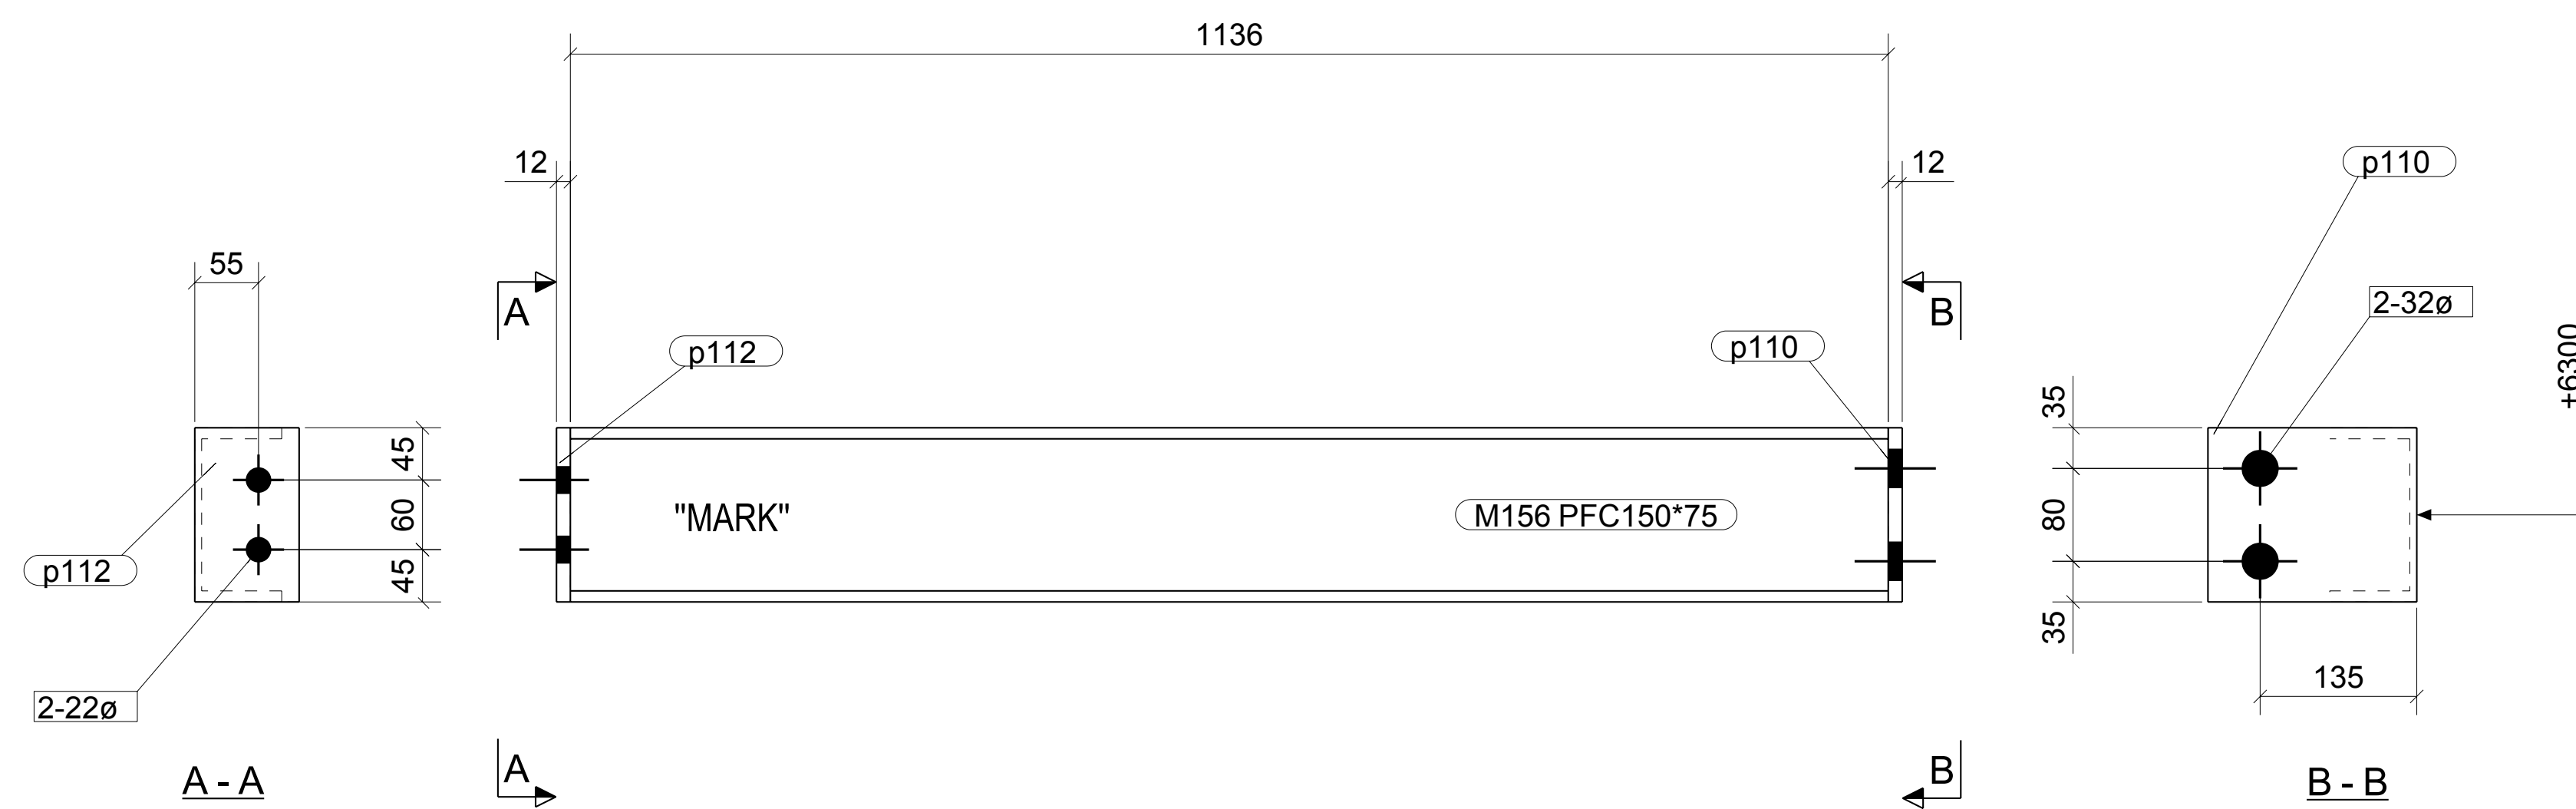 1136
12
12
p110
55
2-32ø
+6300
A
B
p112
p110
35
45
60
80
"MARK"
M156 PFC150*75
p112
45
35
135
2-22ø
A
B
A - A
B - B